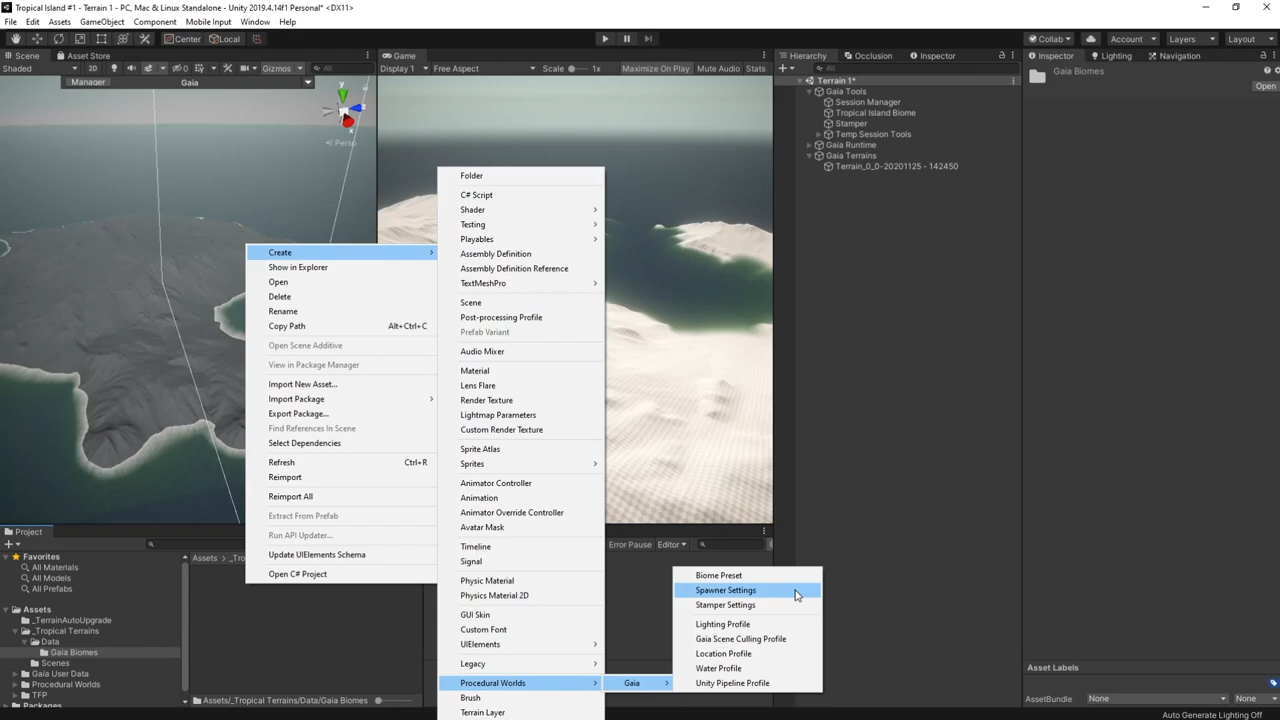 Tropical Island #1 - Terrain 1 - PC, Mac & Linux Standalone - Unity 2019.4.14f1 Personal* <DX11>
File Edit Assets GameObject Component Mobile Input Window Help
Center Local Collab Account Layers Layout
Scene Asset Store Game Hierarchy Occlusion Inspector Inspector Lighting Navigation
Shaded 2D 0 Gizmos All Display 1 Free Aspect Scale 1x Maximize On Play Mute Audio Stats All Gaia Biomes
Manager Gaia Open
y
x
Persp
Terrain 1*
Gaia Tools
Session Manager
Tropical Island Biome
Stamper
Temp Session Tools
Gaia Runtime
Gaia Terrains
Terrain_0_0-20201125 - 142450
Create
Show in Explorer
Open
Delete
Rename
Copy Path Alt+Ctrl+C
Open Scene Additive
View in Package Manager
Import New Asset...
Import Package
Export Package...
Find References In Scene
Select Dependencies
Refresh Ctrl+R
Reimport
Reimport All
Extract From Prefab
Run API Updater...
Update UIElements Schema
Open C# Project
Folder
C# Script
Shader
Testing
Playables
Assembly Definition
Assembly Definition Reference
TextMeshPro
Scene
Post-processing Profile
Prefab Variant
Audio Mixer
Material
Lens Flare
Render Texture
Lightmap Parameters
Custom Render Texture
Sprite Atlas
Sprites
Animator Controller
Animation
Animator Override Controller
Avatar Mask
Timeline
Signal
Physic Material
Physics Material 2D
GUI Skin
Custom Font
UIElements
Legacy
Procedural Worlds
Brush
Terrain Layer
Gaia
Biome Preset
Spawner Settings
Stamper Settings
Lighting Profile
Gaia Scene Culling Profile
Location Profile
Water Profile
Unity Pipeline Profile
Project
Error Pause Editor
Favorites
All Materials
All Models
All Prefabs
Assets
_TerrainAutoUpgrade
_Tropical Terrains
Data
Gaia Biomes
Scenes
Gaia User Data
Procedural Worlds
TFP
Packages
Assets
Assets/_Tropical Terrains/Data/Gaia Biomes
Asset Labels
AssetBundle None None
Auto Generate Lighting Off